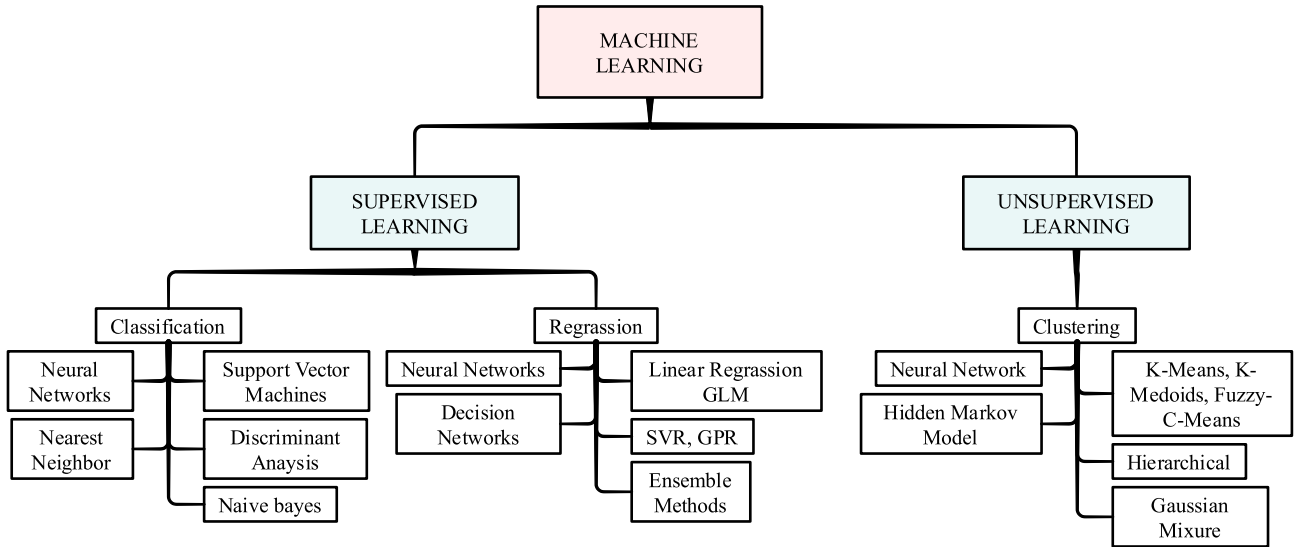 MACHINE
LEARNING
SUPERVISED
LEARNING
UNSUPERVISED
LEARNING
Classification
Neural
Networks
Support Vector
Machines
Nearest
Neighbor
Discriminant
Anaysis
Naive bayes
Regrassion
Neural Networks
Linear Regrassion
GLM
Decision
Networks
SVR, GPR
Ensemble
Methods
Clustering
Neural Network
K-Means, K-
Medoids, Fuzzy-
C-Means
Hidden Markov
Model
Hierarchical
Gaussian
Mixure